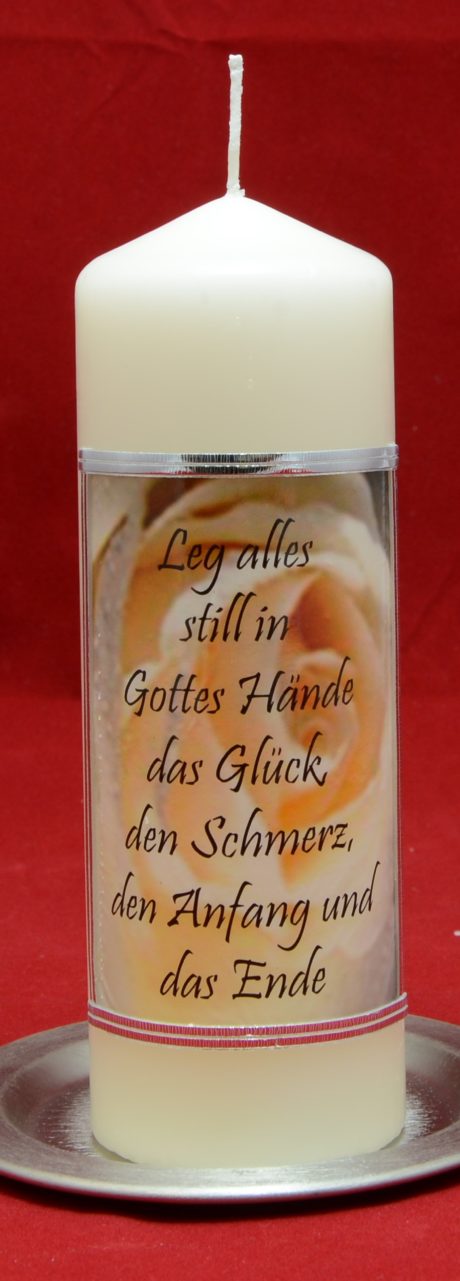 Leg alles
still in
Gottes Hände
das Glück,
den Schmerz,
den Anfang und
das Ende